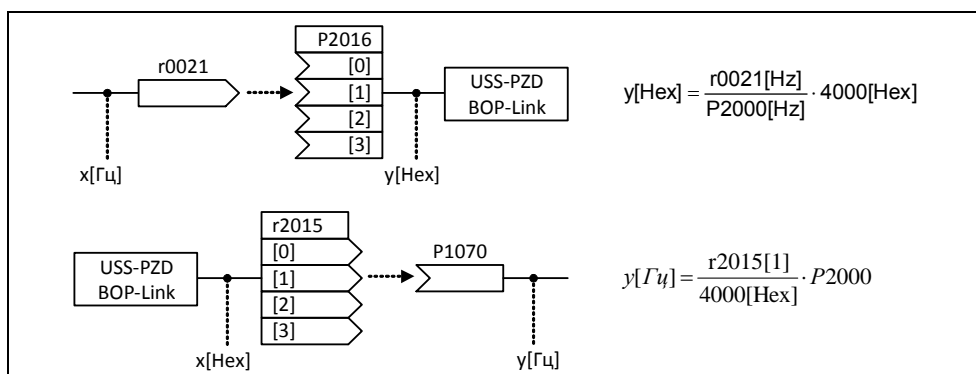 P2016
[0]
[1]
[2]
[3]
r0021
USS-PZD
BOP-Link
x[Гц]
y[Hex]
y[Hex] = r0021[Hz] / P2000[Hz] · 4000[Hex]
r2015
[0]
[1]
[2]
[3]
P1070
USS-PZD
BOP-Link
x[Hex]
y[Гц]
y[Гц] = r2015[1] / 4000[Hex] · P2000